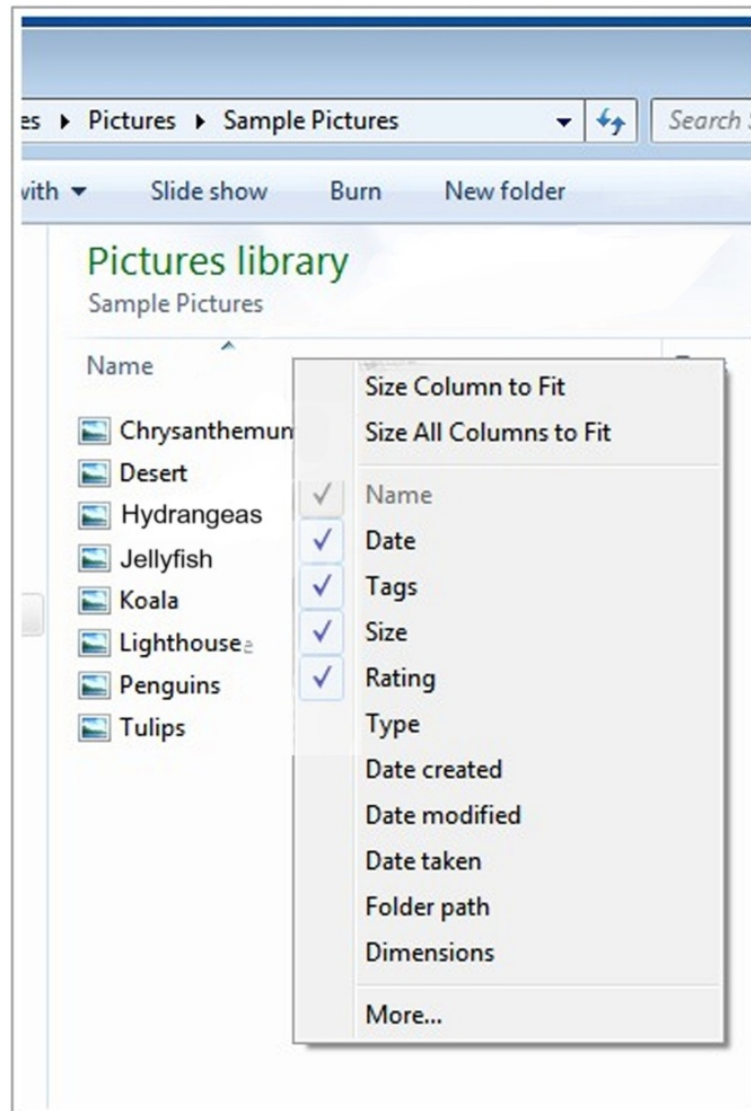 es ▸ Pictures ▸ Sample Pictures Search
with Slide show Burn New folder
Pictures library
Sample Pictures
Name
Chrysanthemum
Desert
Hydrangeas
Jellyfish
Koala
Lighthouse
Penguins
Tulips
Size Column to Fit
Size All Columns to Fit
Name
Date
Tags
Size
Rating
Type
Date created
Date modified
Date taken
Folder path
Dimensions
More...